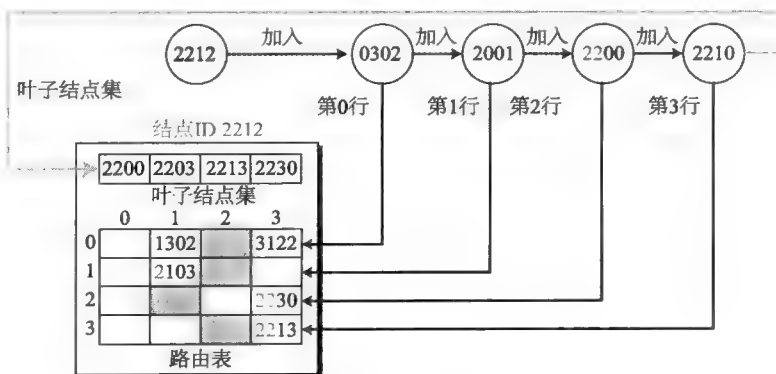 2212 加入 0302 加入 2001 加入 2200 加入 2210
叶子结点集
第0行 第1行 第2行 第3行
结点ID 2212
2200 2203 2213 2230
叶子结点集
0 1 2 3
0 1302 3122
1 2103
2 2230
3 2213
路由表